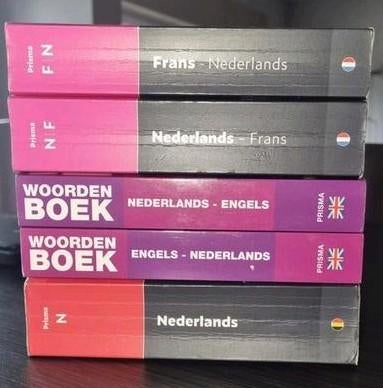 Prisma
F|N
Frans - Nederlands
Prisma
N|F
Nederlands - Frans
WOORDEN
BOEK
NEDERLANDS - ENGELS
PRISMA
WOORDEN
BOEK
ENGELS - NEDERLANDS
PRISMA
Prisma
N
Nederlands